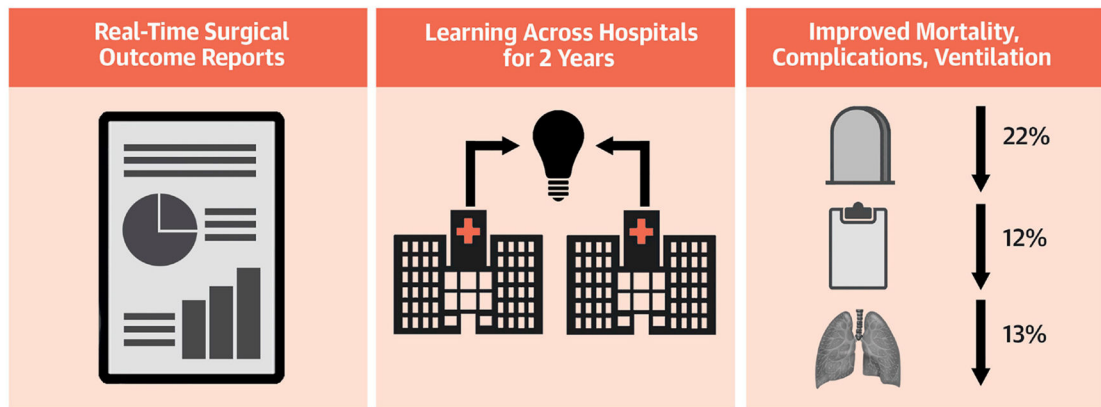 Real-Time Surgical
Outcome Reports
Learning Across Hospitals
for 2 Years
Improved Mortality,
Complications, Ventilation
22%
12%
13%